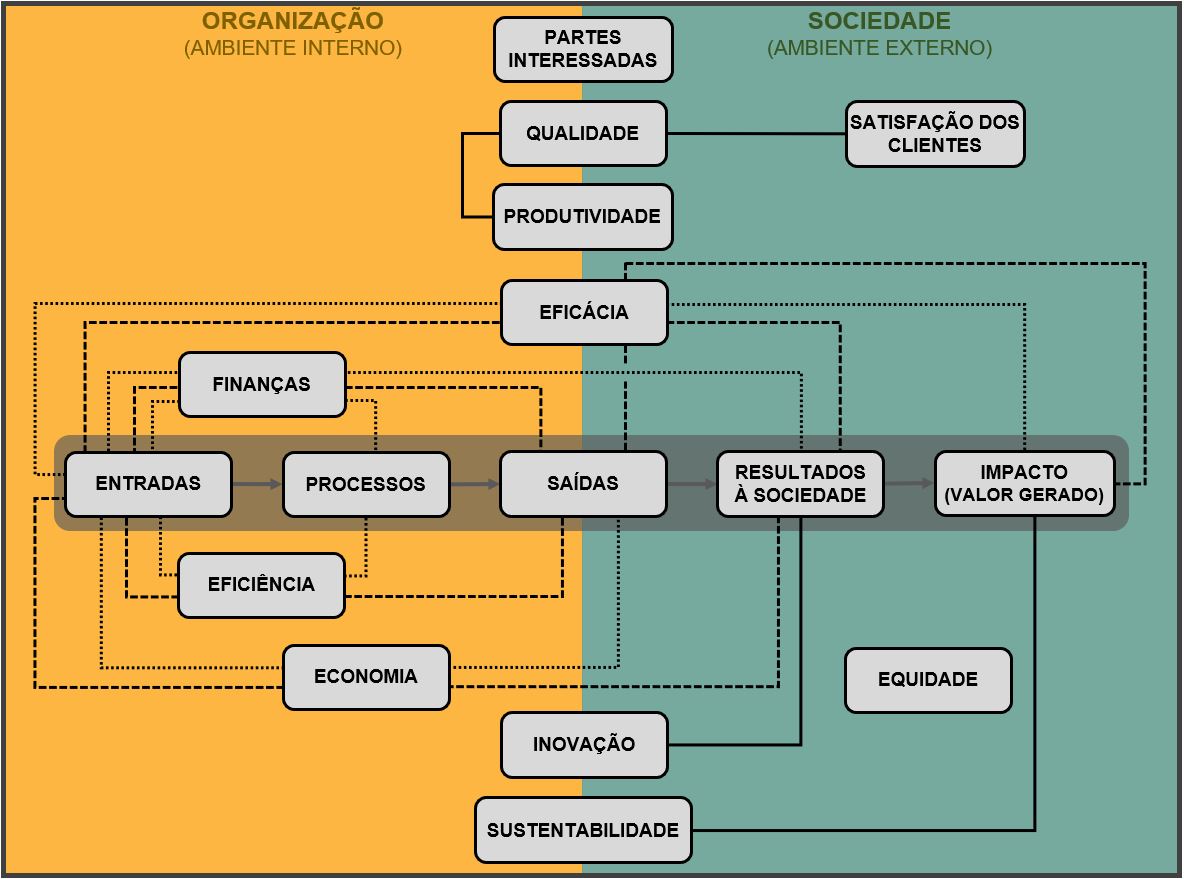 ORGANIZAÇÃO
(AMBIENTE INTERNO)
SOCIEDADE
(AMBIENTE EXTERNO)
PARTES
INTERESSADAS
QUALIDADE
SATISFAÇÃO DOS
CLIENTES
PRODUTIVIDADE
EFICÁCIA
FINANÇAS
ENTRADAS
PROCESSOS
SAÍDAS
RESULTADOS
À SOCIEDADE
IMPACTO
(VALOR GERADO)
EFICIÊNCIA
ECONOMIA
EQUIDADE
INOVAÇÃO
SUSTENTABILIDADE